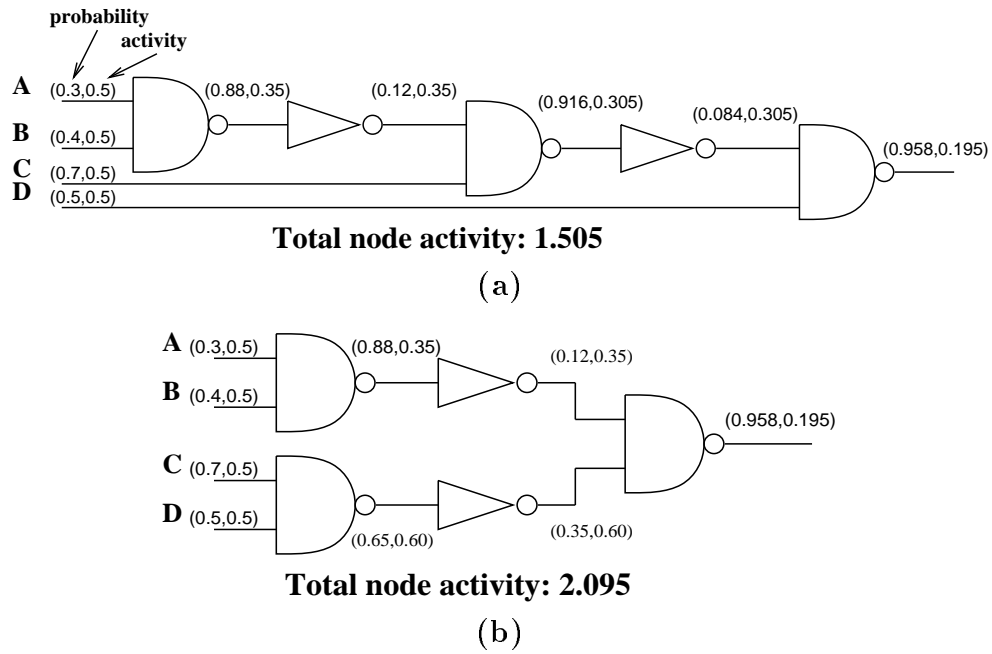 probability
activity
A (0.3,0.5) (0.88,0.35) (0.12,0.35) (0.916,0.305) (0.084,0.305)
B (0.4,0.5) (0.958,0.195)
C (0.7,0.5)
D (0.5,0.5)
Total node activity: 1.505
(a)
A (0.3,0.5) (0.88,0.35) (0.12,0.35)
B (0.4,0.5) (0.958,0.195)
C (0.7,0.5)
D (0.5,0.5) (0.65,0.60) (0.35,0.60)
Total node activity: 2.095
(b)